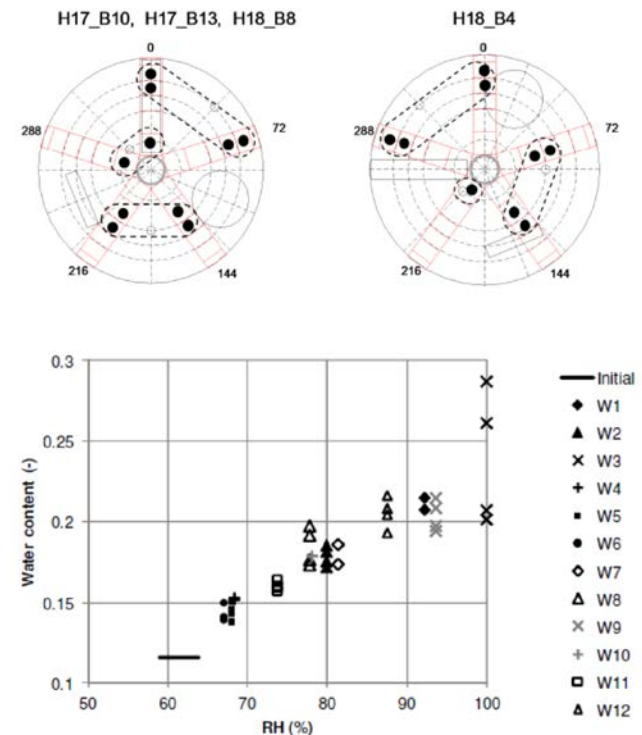 H17_B10, H17_B13, H18_B8
H18_B4
0
72
144
216
288
0
72
144
216
288
Water content (-)
0.3
0.25
0.2
0.15
0.1
50 60 70 80 90 100
RH (%)
Initial
W1
W2
W3
W4
W5
W6
W7
W8
W9
W10
W11
W12